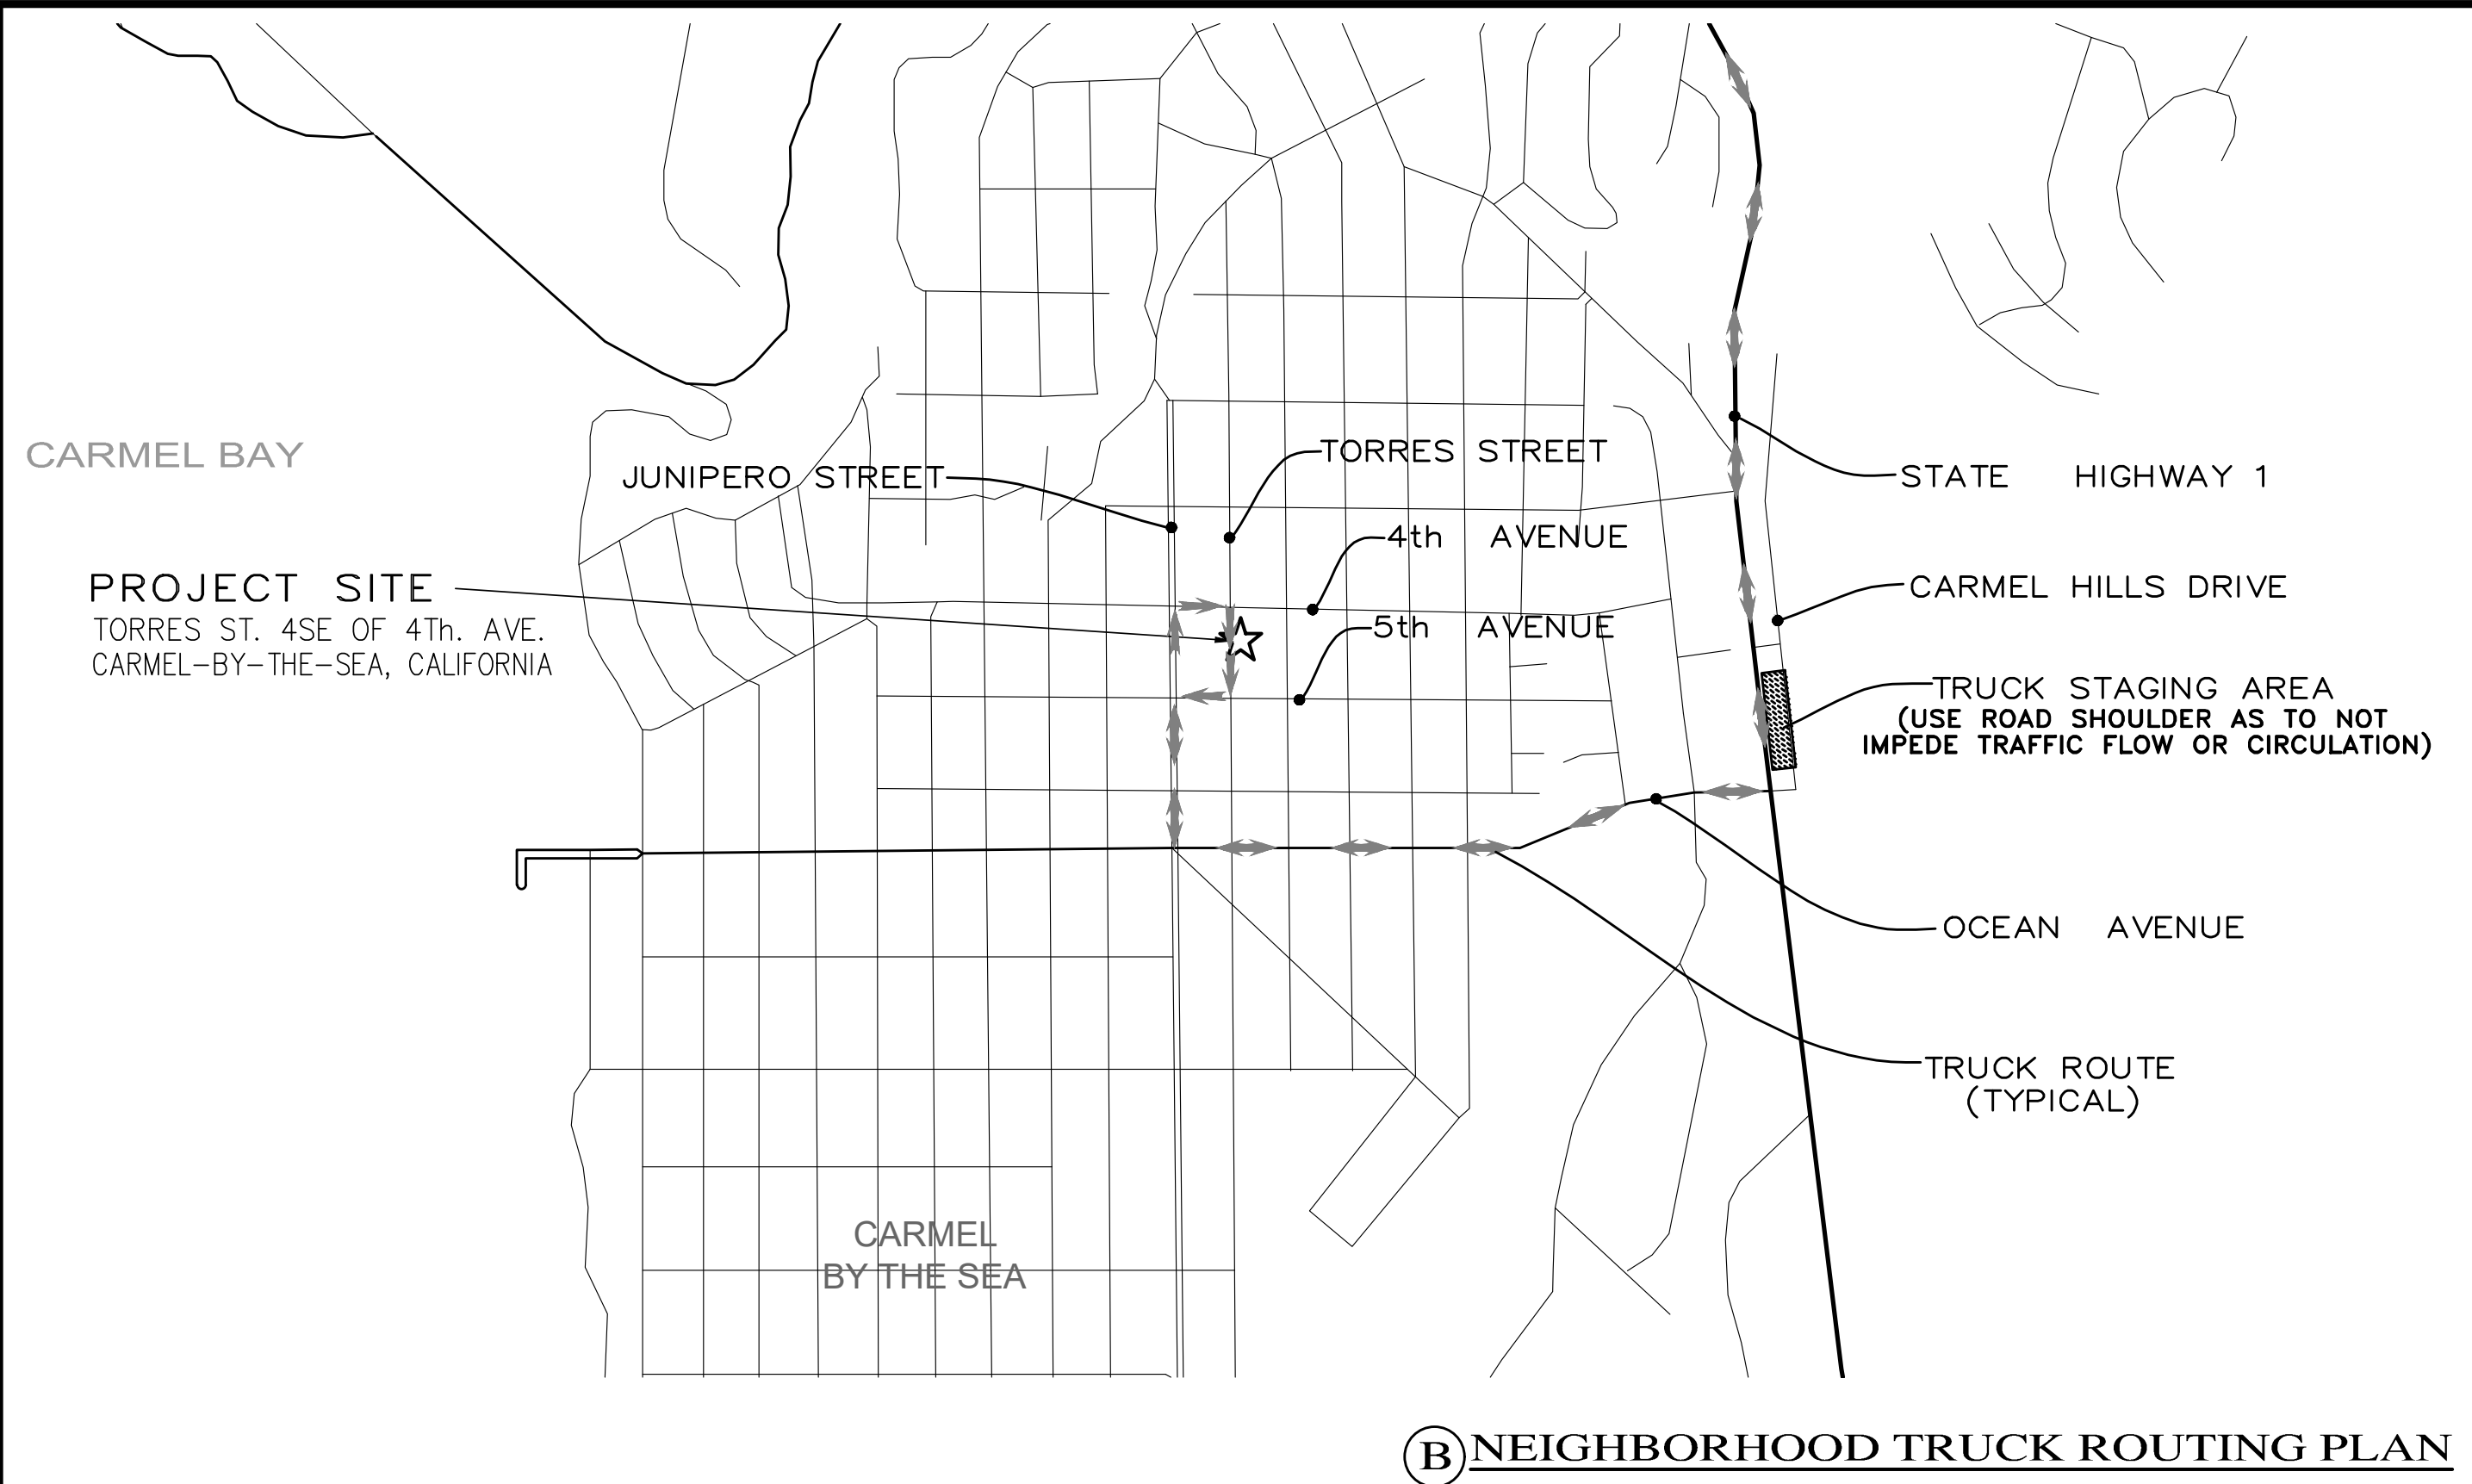 CARMEL BAY
JUNIPERO STREET
TORRES STREET
STATE HIGHWAY 1
4th AVENUE
PROJECT SITE
TORRES ST. 4SE OF 4Th. AVE.
CARMEL-BY-THE-SEA, CALIFORNIA
CARMEL HILLS DRIVE
5th AVENUE
TRUCK STAGING AREA
(USE ROAD SHOULDER AS TO NOT
IMPEDE TRAFFIC FLOW OR CIRCULATION)
OCEAN AVENUE
TRUCK ROUTE
(TYPICAL)
CARMEL
BY THE SEA
B NEIGHBORHOOD TRUCK ROUTING PLAN